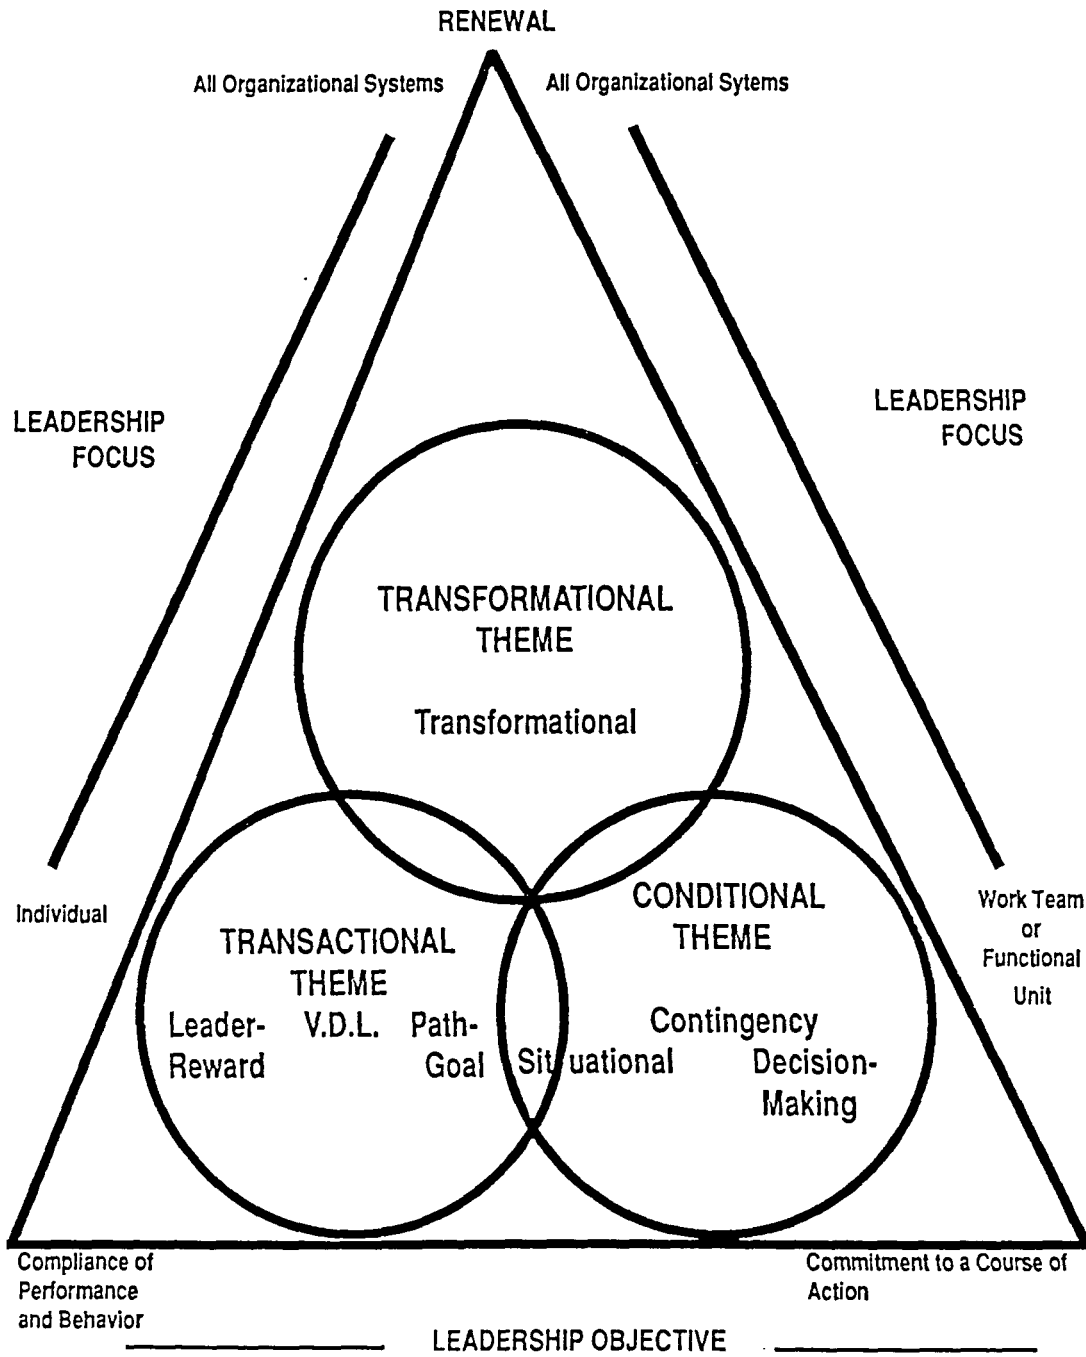 RENEWAL
All Organizational Systems
All Organizational Sytems
LEADERSHIP
FOCUS
LEADERSHIP
FOCUS
TRANSFORMATIONAL
THEME
Transformational
Individual
TRANSACTIONAL
THEME
Leader- V.D.L. Path-
Reward Goal
CONDITIONAL
THEME
Contingency
Situational Decision-
Making
Work Team
or
Functional
Unit
Compliance of
Performance
and Behavior
Commitment to a Course of
Action
LEADERSHIP OBJECTIVE